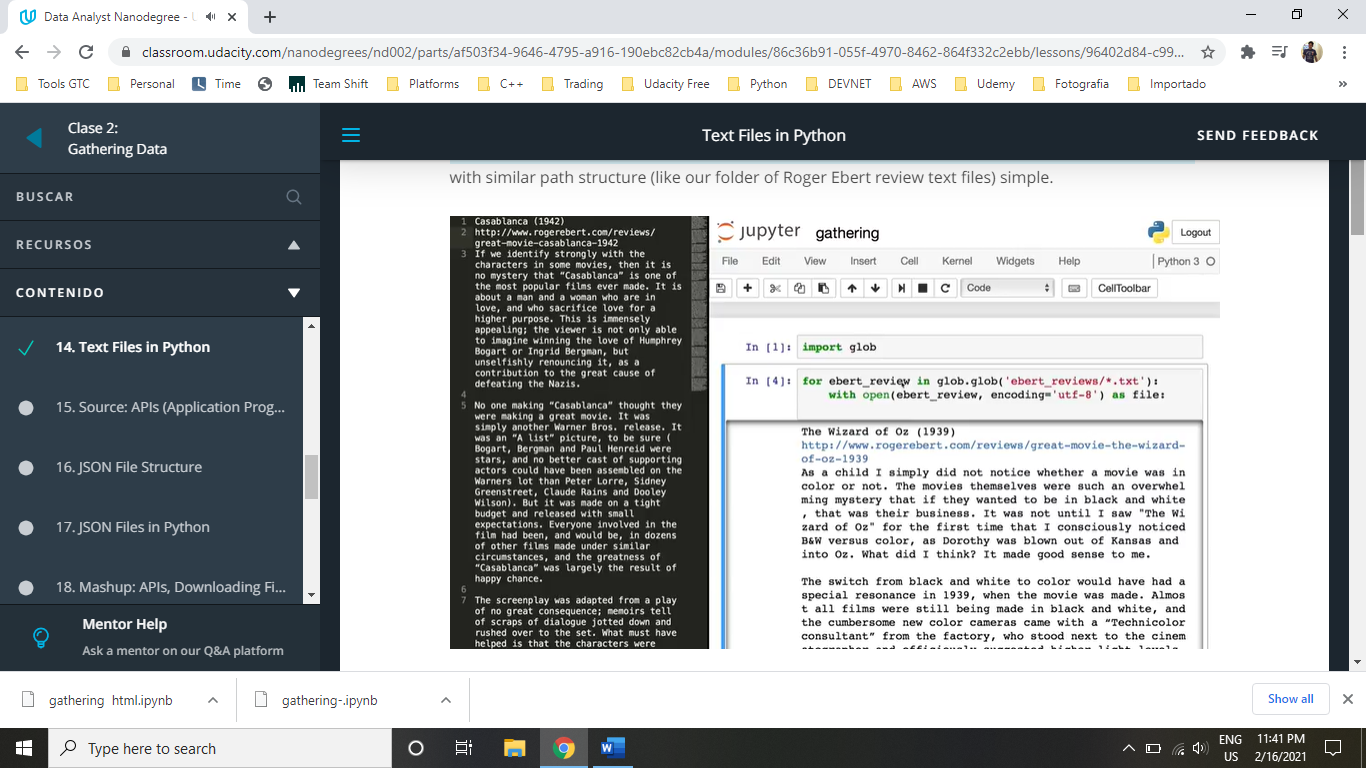 Data Analyst Nanodegree -
classroom.udacity.com/nanodegrees/nd002/parts/af503f34-9646-4795-a916-190ebc82cb4a/modules/86c36b91-055f-4970-8462-864f332c2ebb/lessons/96402d84-c99...
Tools GTC Personal Time Team Shift Platforms C++ Trading Udacity Free Python DEVNET AWS Udemy Fotografia Importado »
Clase 2:
Gathering Data
Text Files in Python
SEND FEEDBACK
BUSCAR
RECURSOS
CONTENIDO
14. Text Files in Python
15. Source: APIs (Application Prog...
16. JSON File Structure
17. JSON Files in Python
18. Mashup: APIs, Downloading Fi...
Mentor Help
Ask a mentor on our Q&A platform
with similar path structure (like our folder of Roger Ebert review text files) simple.
1 Casablanca (1942)
2 http://www.rogerebert.com/reviews/
great-movie-casablanca-1942
3 If we identify strongly with the
characters in some movies, then it is
no mystery that “Casablanca” is one of
the most popular films ever made. It is
about a man and a woman who are in
love, and who sacrifice love for a
higher purpose. This is immensely
appealing; the viewer is not only able
to imagine winning the love of Humphrey
Bogart or Ingrid Bergman, but
unselfishly renouncing it, as a
contribution to the great cause of
defeating the Nazis.
4
5 No one making “Casablanca” thought they
were making a great movie. It was
simply another Warner Bros. release. It
was an “A list” picture, to be sure (
Bogart, Bergman and Paul Henreid were
stars, and no better cast of supporting
actors could have been assembled on the
Warners lot than Peter Lorre, Sidney
Greenstreet, Claude Rains and Dooley
Wilson). But it was made on a tight
budget and released with small
expectations. Everyone involved in the
film had been, and would be, in dozens
of other films made under similar
circumstances, and the greatness of
“Casablanca” was largely the result of
happy chance.
6
7 The screenplay was adapted from a play
of no great consequence; memoirs tell
of scraps of dialogue jotted down and
rushed over to the set. What must have
helped is that the characters were
jupyter gathering
Logout
File Edit View Insert Cell Kernel Widgets Help Python 3
Code CellToolbar
In [1]: import glob
In [4]: for ebert_review in glob.glob('ebert_reviews/*.txt'):
with open(ebert_review, encoding='utf-8') as file:
The Wizard of Oz (1939)
http://www.rogerebert.com/reviews/great-movie-the-wizard-
of-oz-1939
As a child I simply did not notice whether a movie was in
color or not. The movies themselves were such an overwhel
ming mystery that if they wanted to be in black and white
, that was their business. It was not until I saw "The Wi
zard of Oz" for the first time that I consciously noticed
B&W versus color, as Dorothy was blown out of Kansas and
into Oz. What did I think? It made good sense to me.
The switch from black and white to color would have had a
special resonance in 1939, when the movie was made. Almos
t all films were still being made in black and white, and
the cumbersome new color cameras came with a “Technicolor
consultant” from the factory, who stood next to the cinem
atographer and officiously suggested higher light levels.
gathering html.ipynb
gathering-.ipynb
Show all
Type here to search
ENG
US
11:41 PM
2/16/2021